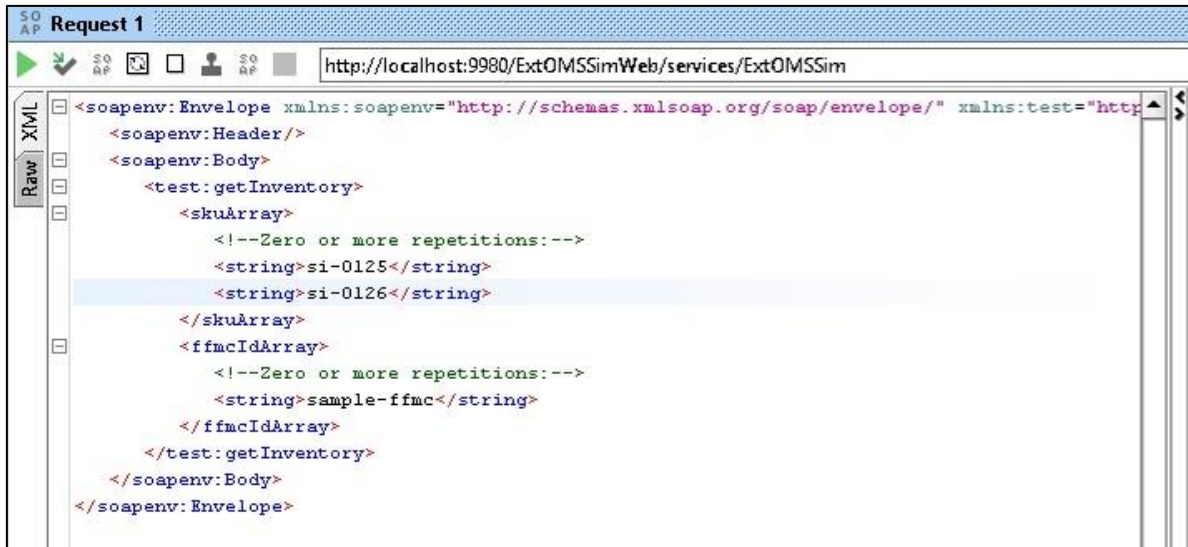 SOAP Request 1
SOAP SOAP http://localhost:9980/ExtOMSSimWeb/services/ExtOMSSim
XML
Raw
<soapenv:Envelope xmlns:soapenv="http://schemas.xmlsoap.org/soap/envelope/" xmlns:test="http
<soapenv:Header/>
<soapenv:Body>
<test:getInventory>
<skuArray>
<!--Zero or more repetitions:-->
<string>si-0125</string>
<string>si-0126</string>
</skuArray>
<ffmcIdArray>
<!--Zero or more repetitions:-->
<string>sample-ffmc</string>
</ffmcIdArray>
</test:getInventory>
</soapenv:Body>
</soapenv:Envelope>